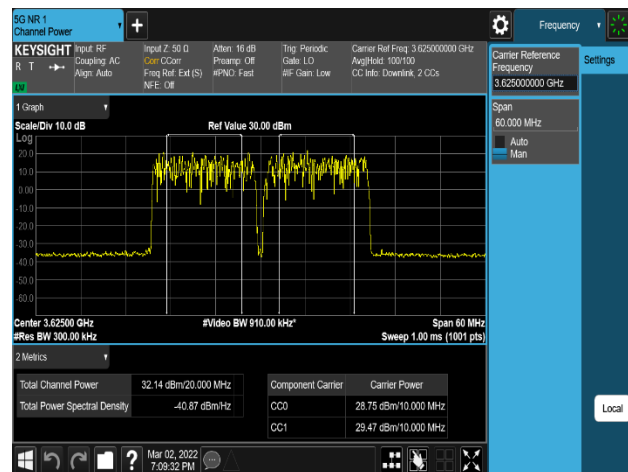 5G NR 1
Channel Power
Frequency
KEYSIGHT
R T
LV
Input: RF
Coupling: AC
Align: Auto
Input Z: 50 Ω
Corr CCorr
Freq Ref: Ext (S)
NFE: Off
Atten: 16 dB
Preamp: Off
#PNO: Fast
Trig: Periodic
Gate: LO
#IF Gain: Low
Carrier Ref Freq: 3.625000000 GHz
Avg|Hold: 100/100
CC Info: Downlink, 2 CCs
Carrier Reference
Frequency
3.625000000 GHz
Settings
Span
60.000 MHz
Auto
Man
1 Graph
Scale/Div 10.0 dB
Ref Value 30.00 dBm
Log
20.0
10.0
0.00
-10.0
-20.0
-30.0
-40.0
-50.0
-60.0
Center 3.62500 GHz
#Video BW 910.00 kHz*
Span 60 MHz
#Res BW 300.00 kHz
Sweep 1.00 ms (1001 pts)
2 Metrics
Total Channel Power
32.14 dBm/20.000 MHz
Total Power Spectral Density
-40.87 dBm/Hz
Component Carrier
Carrier Power
CC0
28.75 dBm/10.000 MHz
CC1
29.47 dBm/10.000 MHz
Local
?
Mar 02, 2022
7:09:32 PM